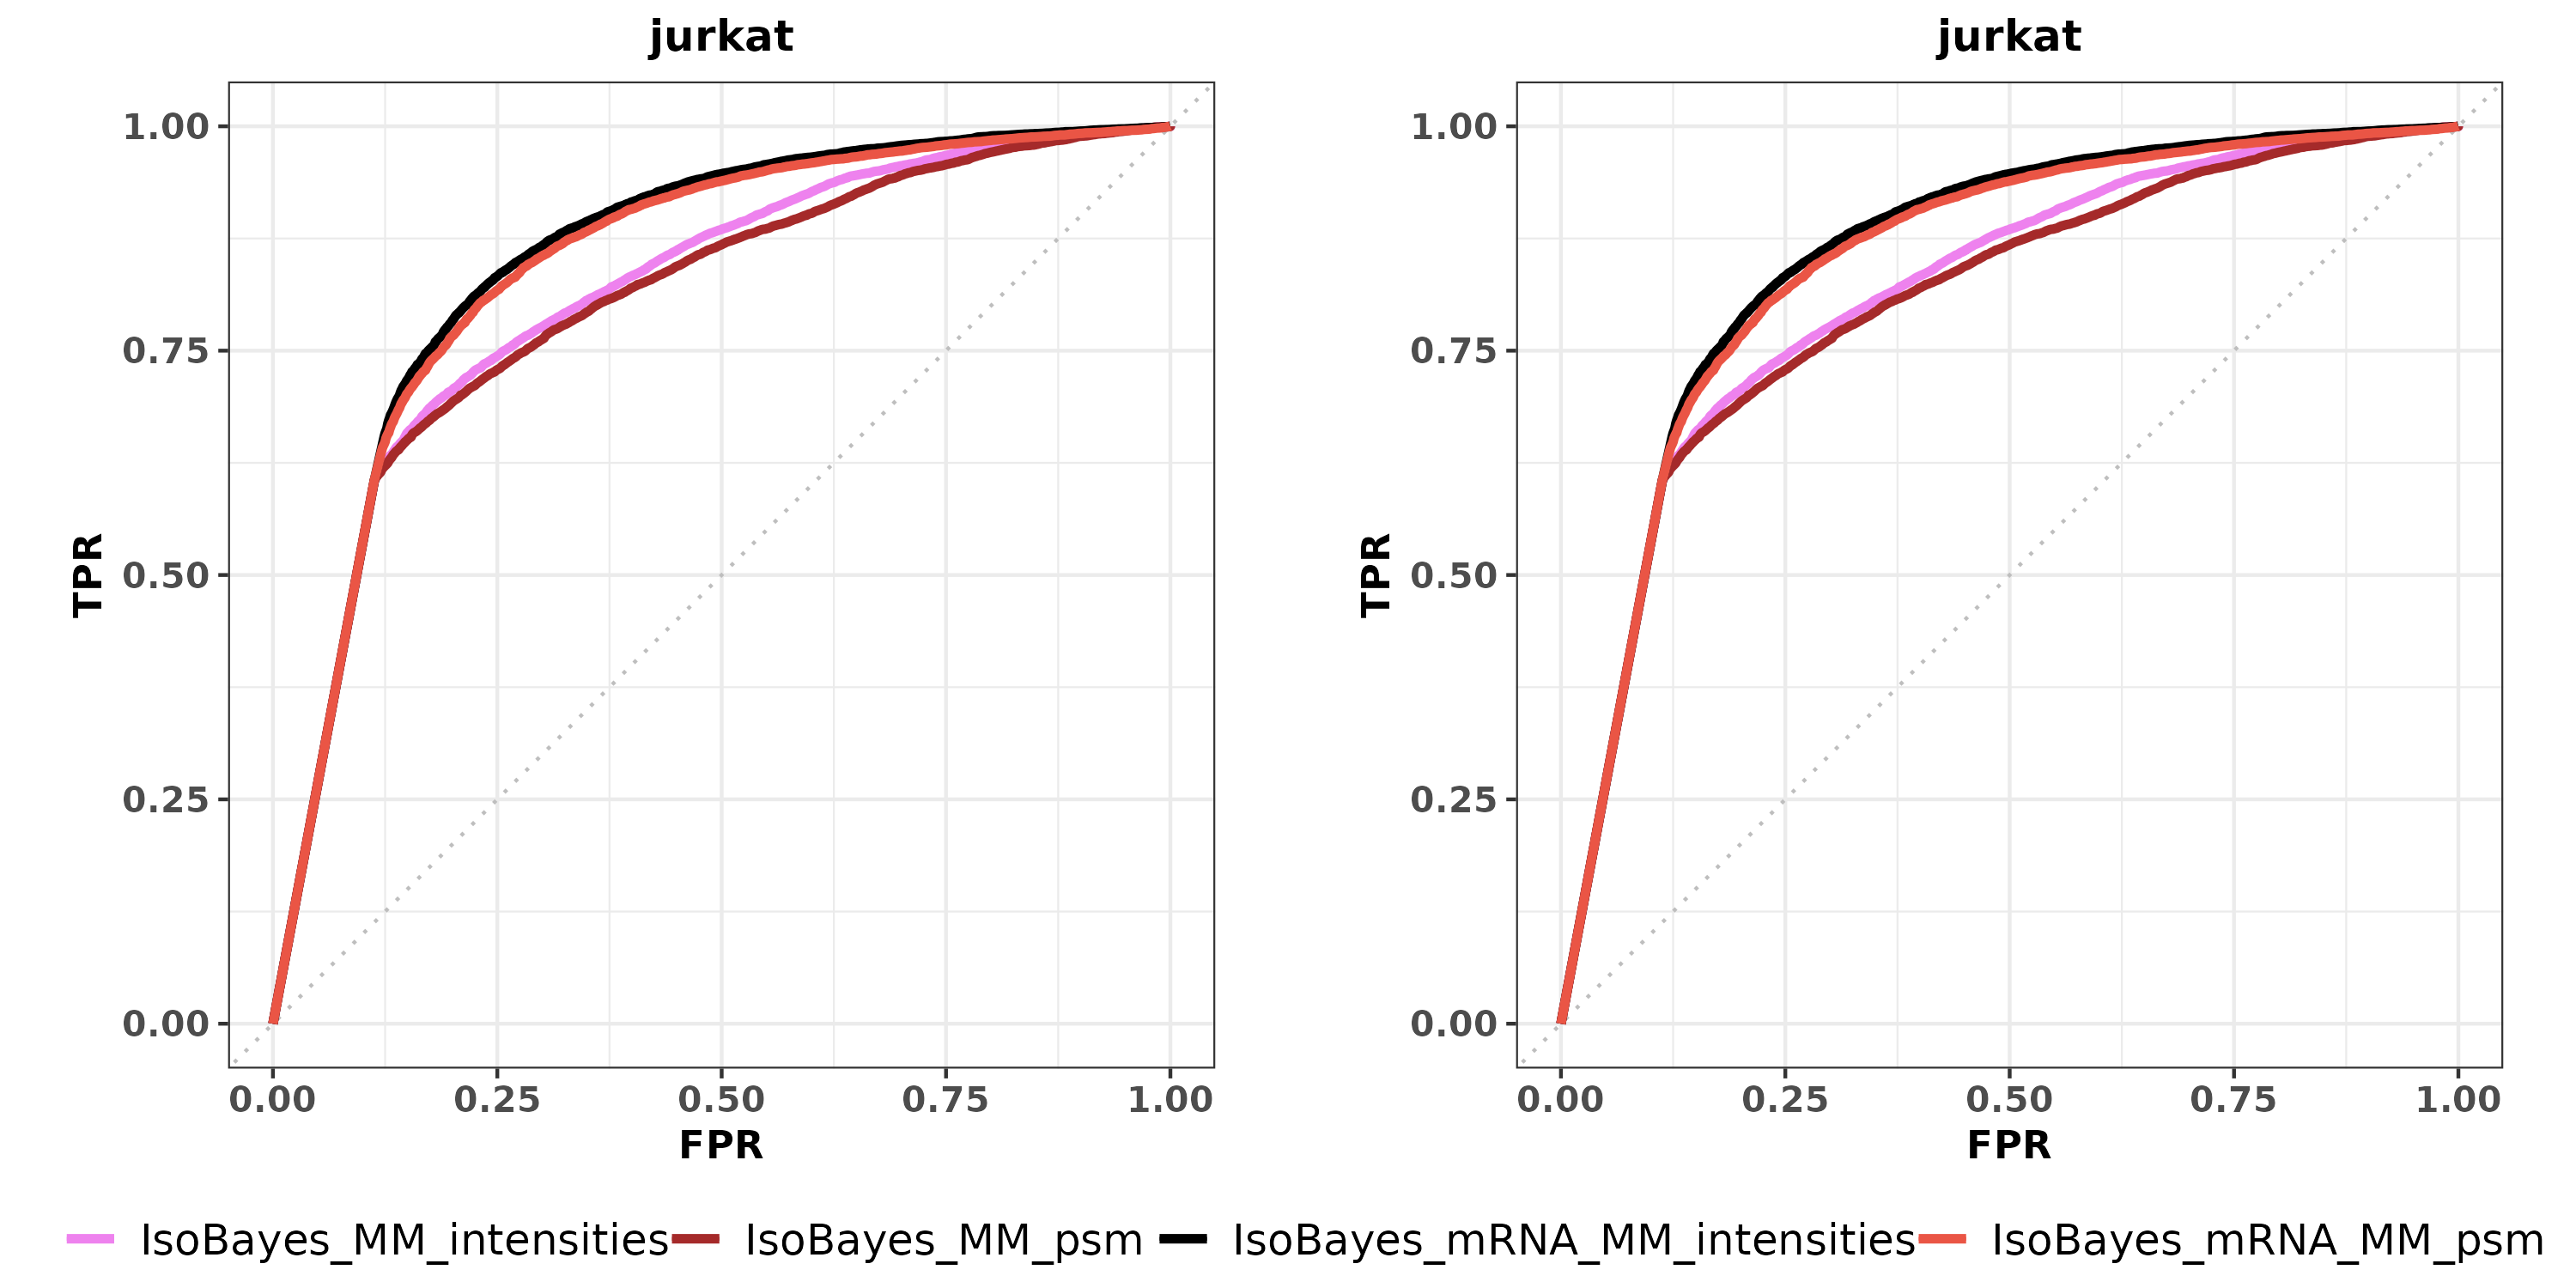 jurkat
1.00
0.75
0.50
0.25
0.00
TPR
0.00 0.25 0.50 0.75 1.00
FPR
jurkat
1.00
0.75
0.50
0.25
0.00
TPR
0.00 0.25 0.50 0.75 1.00
FPR
IsoBayes_MM_intensities IsoBayes_MM_psm IsoBayes_mRNA_MM_intensities IsoBayes_mRNA_MM_psm